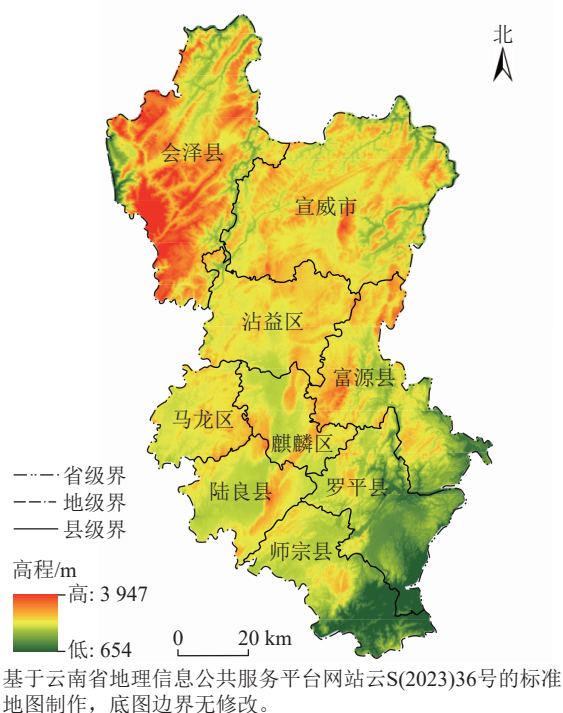 北
会泽县
宣威市
沾益区
富源县
马龙区
麒麟区
陆良县
罗平县
师宗县
省级界
地级界
县级界
高程/m
高: 3 947
低: 654
0 20 km
基于云南省地理信息公共服务平台网站云S(2023)36号的标准
地图制作，底图边界无修改。